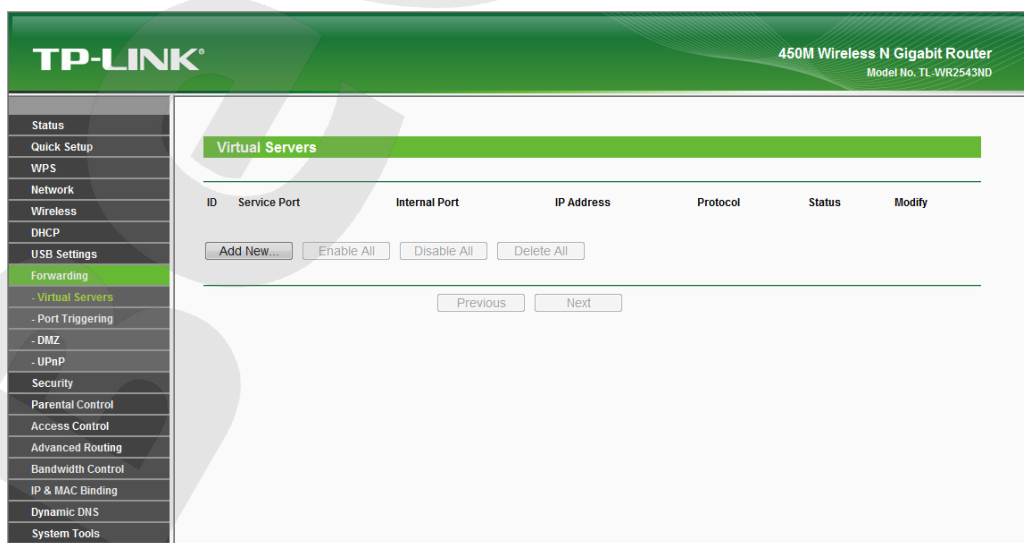 TP-LINK®
450M Wireless N Gigabit Router
Model No. TL-WR2543ND
Status
Quick Setup
WPS
Network
Wireless
DHCP
USB Settings
Forwarding
- Virtual Servers
- Port Triggering
- DMZ
- UPnP
Security
Parental Control
Access Control
Advanced Routing
Bandwidth Control
IP & MAC Binding
Dynamic DNS
System Tools
Virtual Servers
ID Service Port Internal Port IP Address Protocol Status Modify
Add New... Enable All Disable All Delete All
Previous Next